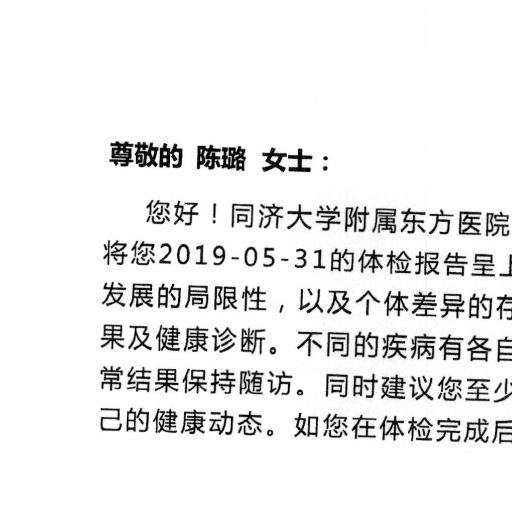 尊敬的 陈璐 女士：
您好！同济大学附属东方医院
将您2019-05-31的体检报告呈上
发展的局限性，以及个体差异的存
果及健康诊断。不同的疾病有各自
常结果保持随访。同时建议您至少
己的健康动态。如您在体检完成后